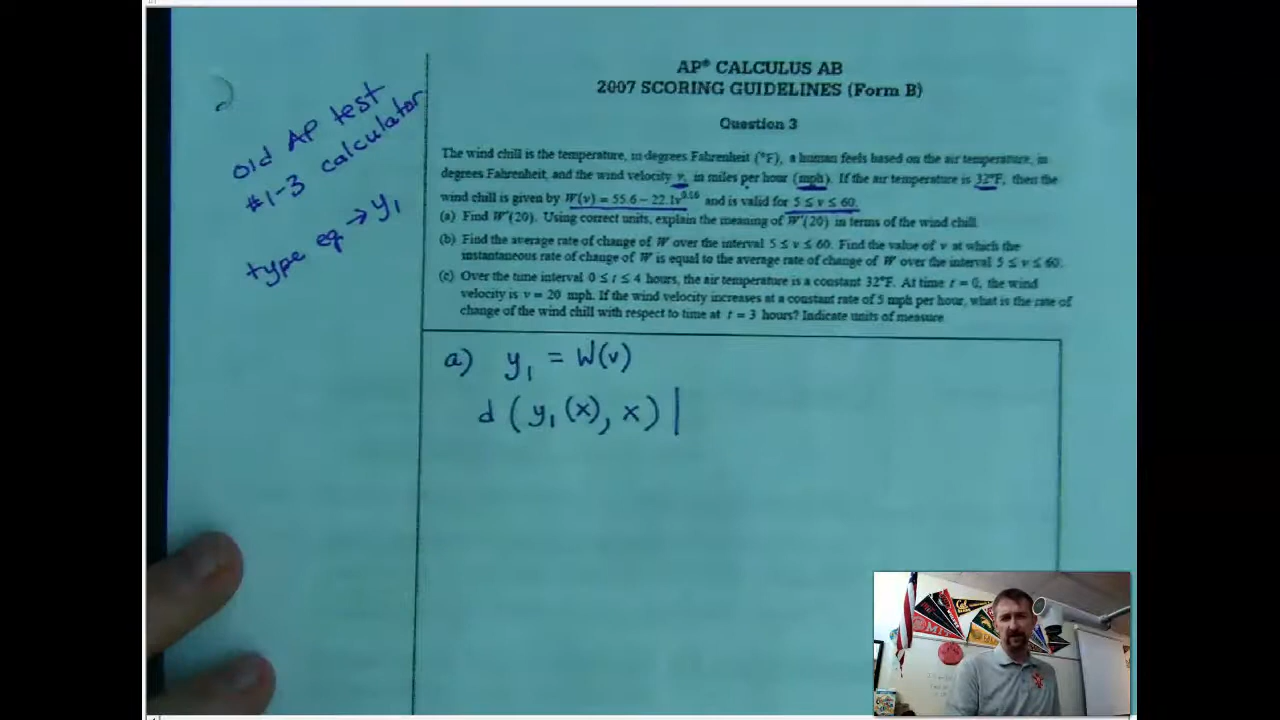 old AP test
#1-3 calculator
type eq → y₁
AP® CALCULUS AB
2007 SCORING GUIDELINES (Form B)
Question 3
The wind chill is the temperature, in degrees Fahrenheit (°F), a human feels based on the air temperature, in
degrees Fahrenheit, and the wind velocity v, in miles per hour (mph). If the air temperature is 32°F, then the
wind chill is given by W(v) = 55.6 − 22.1v^0.16 and is valid for 5 ≤ v ≤ 60.
(a) Find W′(20). Using correct units, explain the meaning of W′(20) in terms of the wind chill.
(b) Find the average rate of change of W over the interval 5 ≤ v ≤ 60. Find the value of v at which the
instantaneous rate of change of W is equal to the average rate of change of W over the interval 5 ≤ v ≤ 60.
(c) Over the time interval 0 ≤ t ≤ 4 hours, the air temperature is a constant 32°F. At time t = 0, the wind
velocity is v = 20 mph. If the wind velocity increases at a constant rate of 5 mph per hour, what is the rate of
change of the wind chill with respect to time at t = 3 hours? Indicate units of measure.
a) y₁ = W(v)
d (y₁(x), x) |